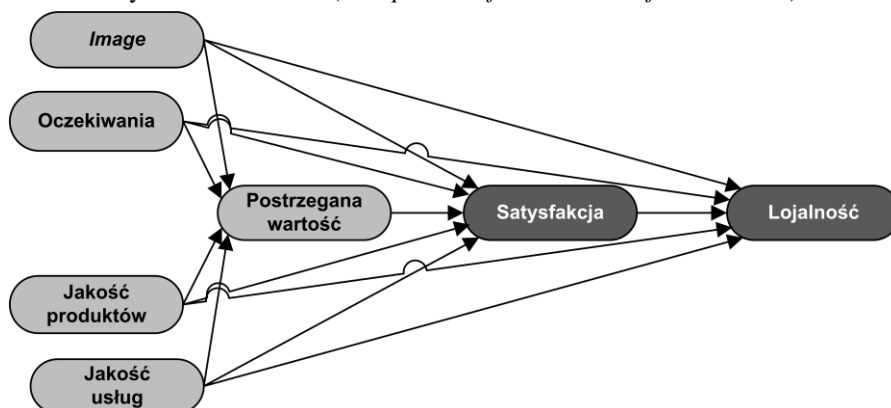 Image
Oczekiwania
Postrzegana
wartość
Satysfakcja
Lojalność
Jakość
produktów
Jakość
usług